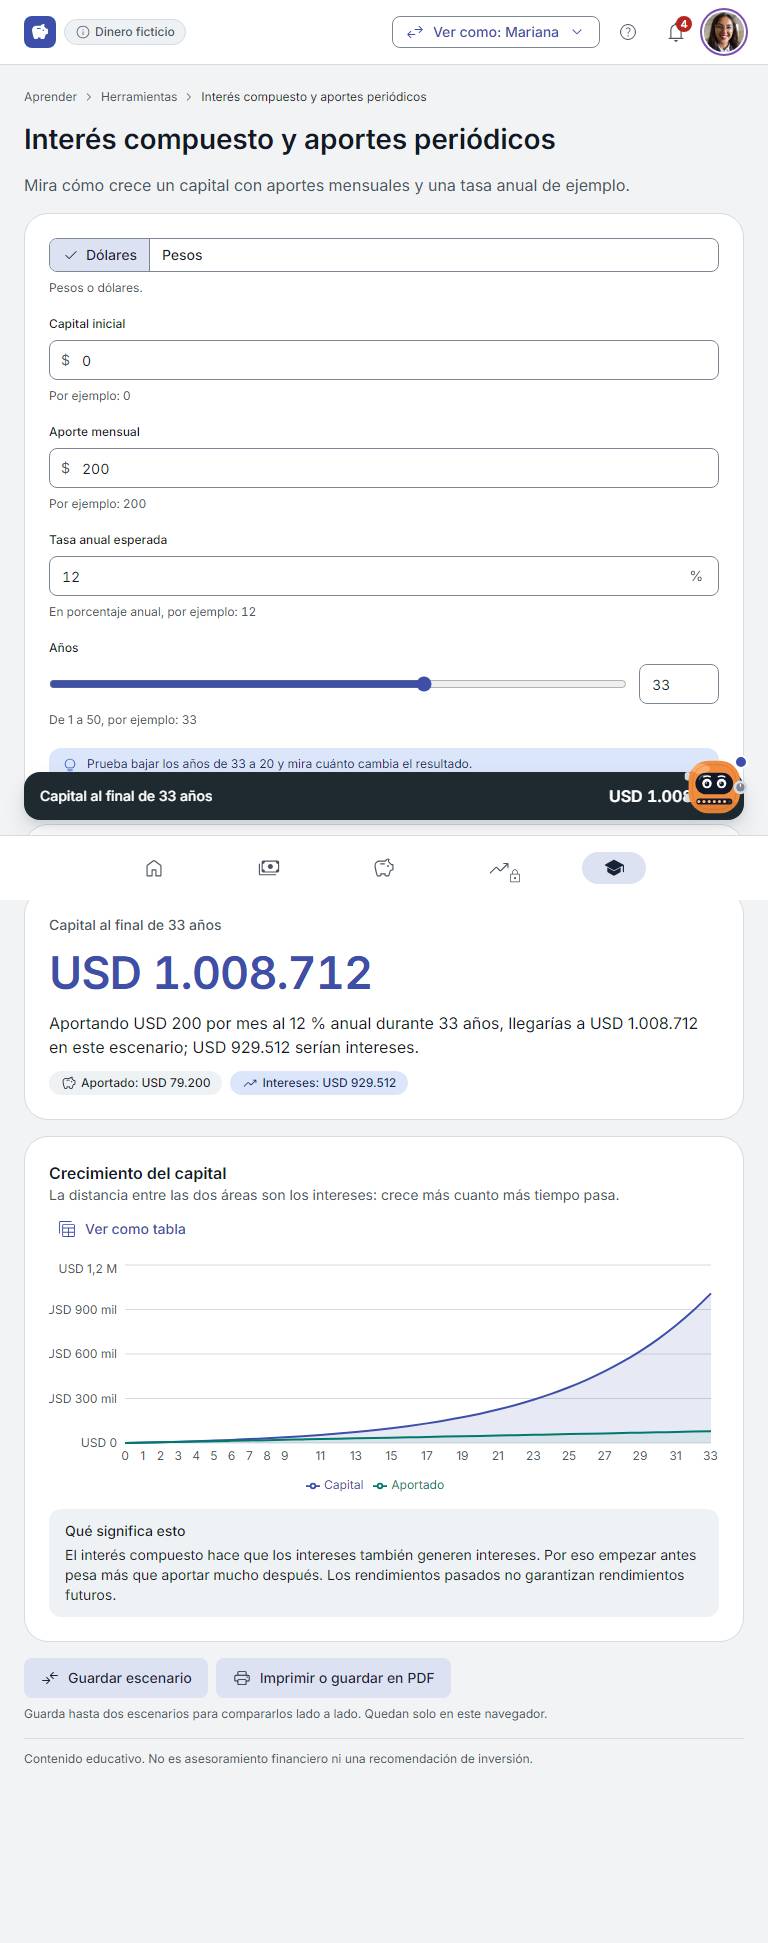 Dinero ficticio
Ver como: Mariana
4
Aprender > Herramientas > Interés compuesto y aportes periódicos
Interés compuesto y aportes periódicos
Mira cómo crece un capital con aportes mensuales y una tasa anual de ejemplo.
Dólares Pesos
Pesos o dólares.
Capital inicial
$ 0
Por ejemplo: 0
Aporte mensual
$ 200
Por ejemplo: 200
Tasa anual esperada
12 %
En porcentaje anual, por ejemplo: 12
Años
33
De 1 a 50, por ejemplo: 33
Prueba bajar los años de 33 a 20 y mira cuánto cambia el resultado.
Capital al final de 33 años USD 1.008
Capital al final de 33 años
USD 1.008.712
Aportando USD 200 por mes al 12 % anual durante 33 años, llegarías a USD 1.008.712
en este escenario; USD 929.512 serían intereses.
Aportado: USD 79.200 Intereses: USD 929.512
Crecimiento del capital
La distancia entre las dos áreas son los intereses: crece más cuanto más tiempo pasa.
Ver como tabla
USD 1,2 M
USD 900 mil
USD 600 mil
USD 300 mil
USD 0
0 1 2 3 4 5 6 7 8 9 11 13 15 17 19 21 23 25 27 29 31 33
Capital Aportado
Qué significa esto
El interés compuesto hace que los intereses también generen intereses. Por eso empezar antes
pesa más que aportar mucho después. Los rendimientos pasados no garantizan rendimientos
futuros.
Guardar escenario Imprimir o guardar en PDF
Guarda hasta dos escenarios para compararlos lado a lado. Quedan solo en este navegador.
Contenido educativo. No es asesoramiento financiero ni una recomendación de inversión.